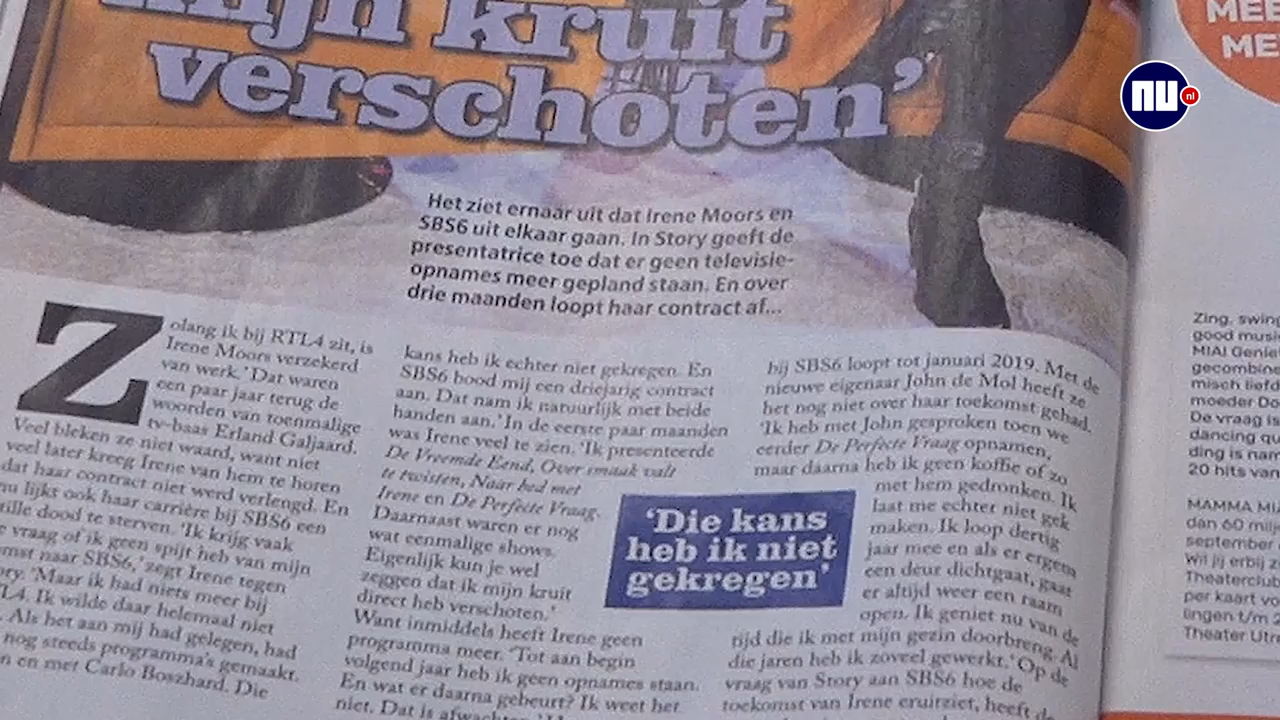 mijn kruit
verschoten’
Het ziet ernaar uit dat Irene Moors en
SBS6 uit elkaar gaan. In Story geeft de
presentatrice toe dat er geen televisie-
opnames meer gepland staan. En over
drie maanden loopt haar contract af...
Zolang ik bij RTL4 zit, is
Irene Moors verzekerd
van werk.’ Dat waren
een paar jaar terug de
woorden van toenmalige
tv-baas Erland Galjaard.
Veel bleken ze niet waard, want niet
veel later kreeg Irene van hem te horen
dat haar contract niet werd verlengd. En
nu lijkt ook haar carrière bij SBS6 een
stille dood te sterven. ‘Ik krijg vaak
vraag of ik geen spijt heb van mijn
naar SBS6,’ zegt Irene tegen
‘Maar ik had niets meer bij
Ik wilde daar helemaal niet
Als het aan mij had gelegen, had
nog steeds programma’s gemaakt.
en met Carlo Boszhard. Die
kans heb ik echter niet gekregen. En
SBS6 bood mij een driejarig contract
aan. Dat nam ik natuurlijk met beide
handen aan.’ In de eerste paar maanden
was Irene veel te zien. ‘Ik presenteerde
De Vreemde Eend, Over smaak valt
te twisten, Naar bed met
Irene en De Perfecte Vraag.
Daarnaast waren er nog
wat eenmalige shows.
Eigenlijk kun je wel
zeggen dat ik mijn kruit
direct heb verschoten.’
Want inmiddels heeft Irene geen
programma meer. ‘Tot aan begin
volgend jaar heb ik geen opnames staan.
En wat er daarna gebeurt? Ik weet het
niet. Dat is afwachten.’
‘Die kans
heb ik niet
gekregen’
bij SBS6 loopt tot januari 2019. Met de
nieuwe eigenaar John de Mol heeft ze
het nog niet over haar toekomst gehad.
‘Ik heb met John gesproken toen we
eerder De Perfecte Vraag opnamen,
maar daarna heb ik geen koffie of zo
met hem gedronken. Ik
laat me echter niet gek
maken. Ik loop dertig
jaar mee en als er ergens
een deur dichtgaat, gaat
er altijd weer een raam
open. Ik geniet nu van de
tijd die ik met mijn gezin doorbreng. Al
die jaren heb ik zoveel gewerkt.’ Op de
vraag van Story aan SBS6 hoe de
toekomst van Irene eruitziet, heeft de
NU.nl
Zing, swing
good
MIA! 
gecombine
misch liefd
moeder Do
De vraag is
dancing qu
ding is nam
20 hits van
MAMMA MI
dan 60 milj
september
Wil jij erbij z
Theaterclub
per kaart vo
lingen t/m 2
Theater Utre